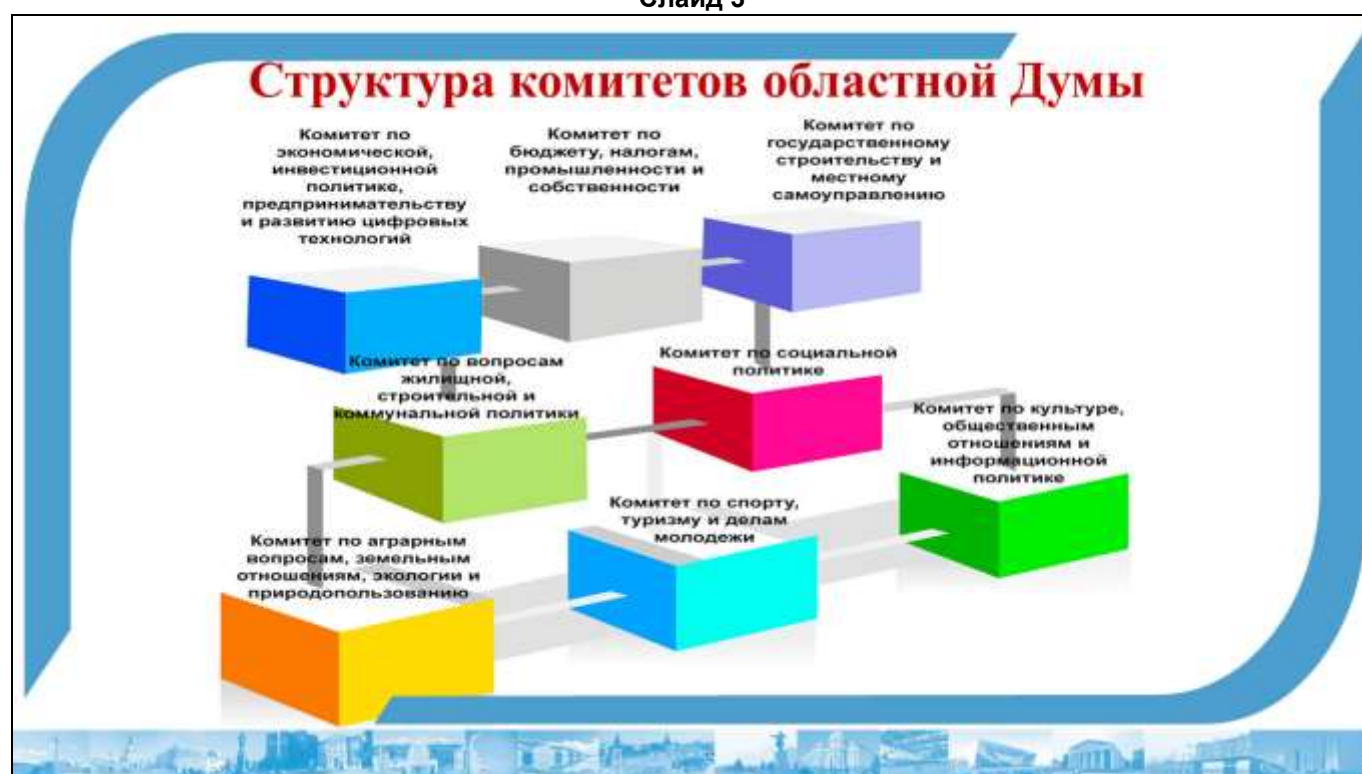 Слайд 3
Структура комитетов областной Думы
Комитет по
экономической,
инвестиционной
политике,
предпринимательству
и развитию цифровых
технологий
Комитет по
бюджету, налогам,
промышленности и
собственности
Комитет по
государственному
строительству и
местному
самоуправлению
Комитет по вопросам
жилищной,
строительной и
коммунальной политики
Комитет по социальной
политике
Комитет по культуре,
общественным
отношениям и
информационной
политике
Комитет по спорту,
туризму и делам
молодежи
Комитет по аграрным
вопросам, земельным
отношениям, экологии и
природопользованию